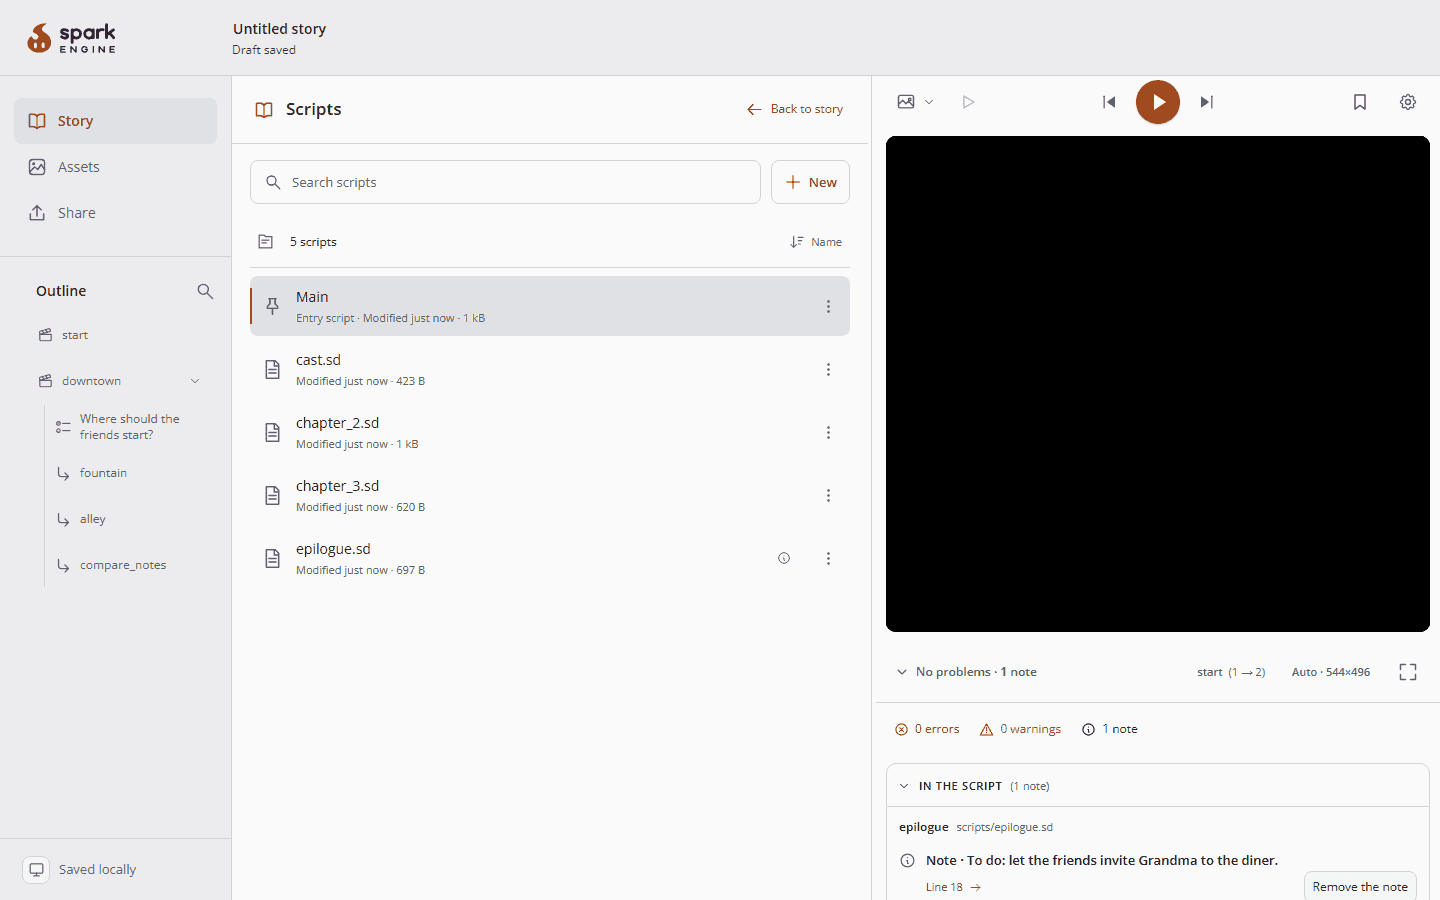 spark
ENGINE
Untitled story
Draft saved
Story
Assets
Share
Outline
start
downtown
Where should the
friends start?
fountain
alley
compare_notes
Saved locally
Scripts
Back to story
Search scripts
New
5 scripts
Name
Main
Entry script · Modified just now · 1 kB
cast.sd
Modified just now · 423 B
chapter_2.sd
Modified just now · 1 kB
chapter_3.sd
Modified just now · 620 B
epilogue.sd
Modified just now · 697 B
No problems · 1 note
start (1 → 2)
Auto · 544×496
0 errors
0 warnings
1 note
IN THE SCRIPT (1 note)
epilogue scripts/epilogue.sd
Note · To do: let the friends invite Grandma to the diner.
Line 18 →
Remove the note